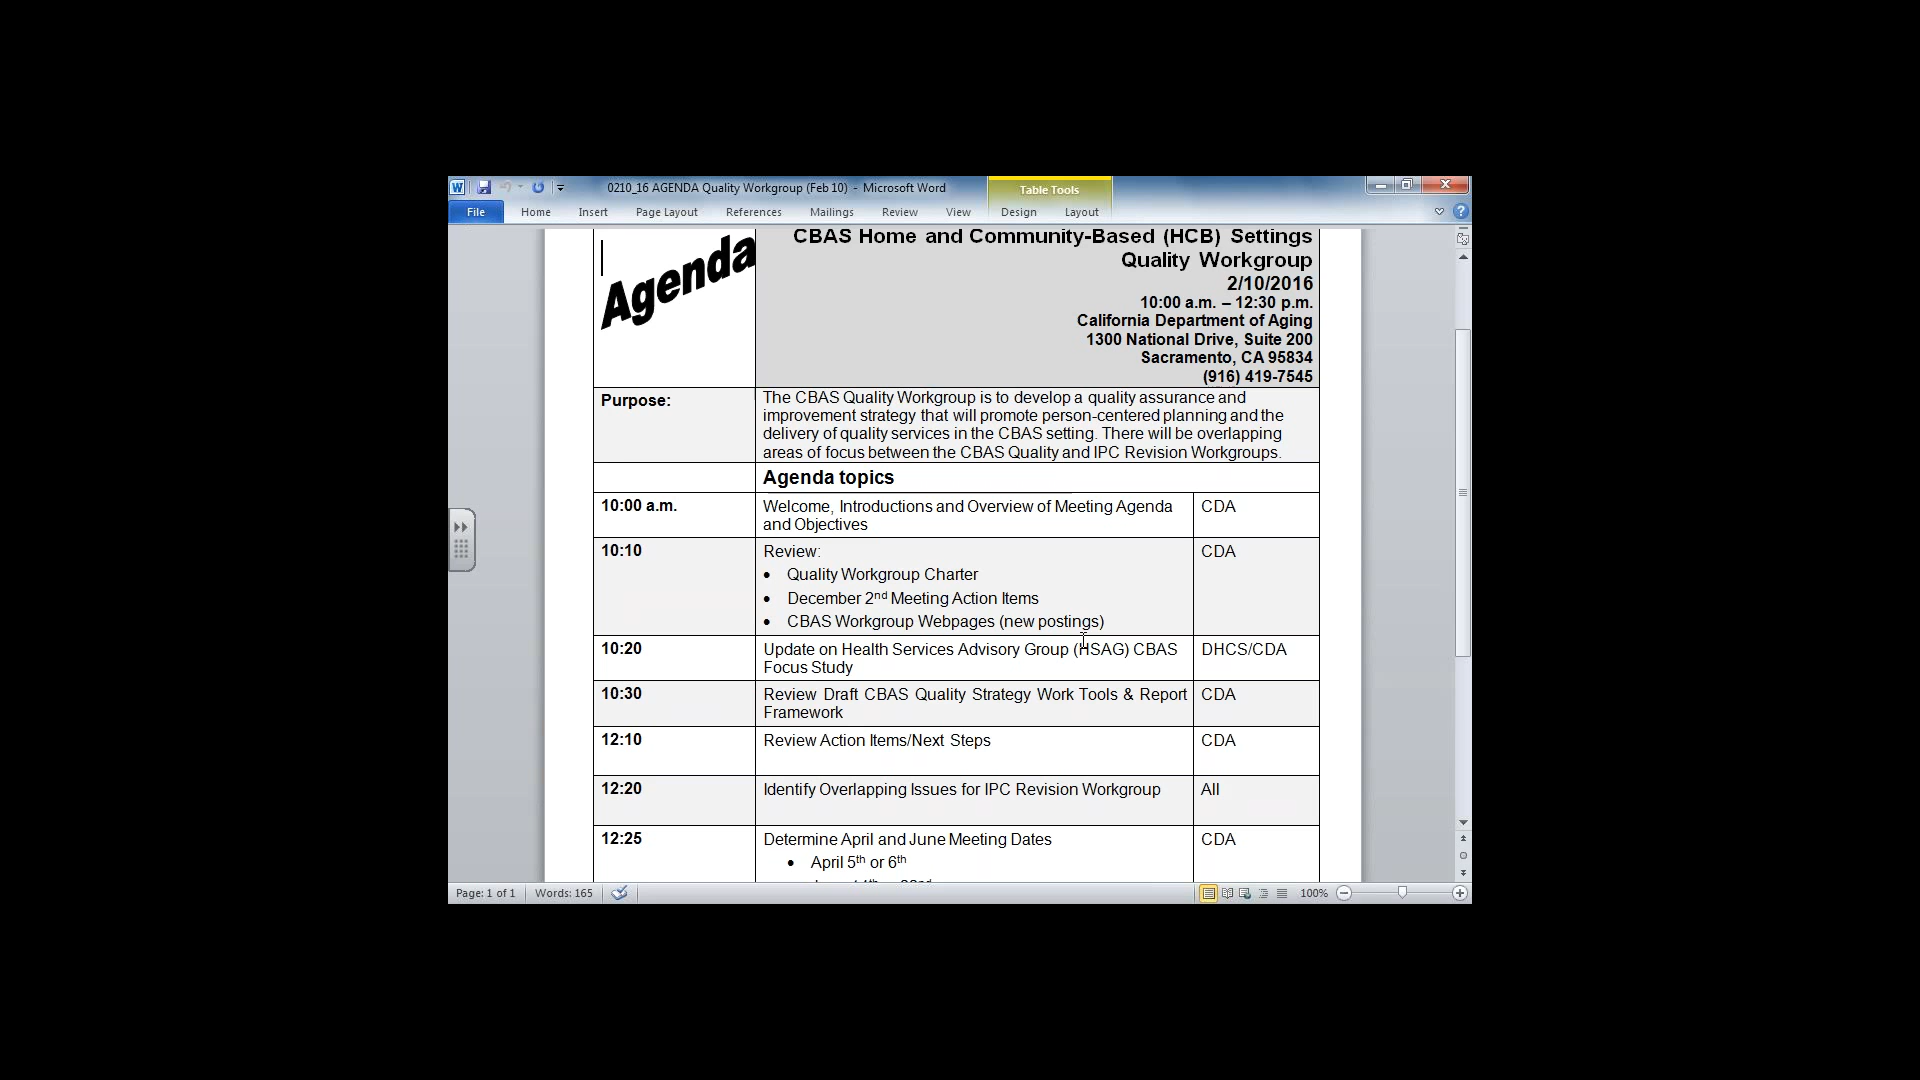 0210_16 AGENDA Quality Workgroup (Feb 10) - Microsoft Word
Table Tools
File Home Insert Page Layout References Mailings Review View Design Layout
Agenda
CBAS Home and Community-Based (HCB) Settings
Quality Workgroup
2/10/2016
10:00 a.m. – 12:30 p.m.
California Department of Aging
1300 National Drive, Suite 200
Sacramento, CA 95834
(916) 419-7545
Purpose:
The CBAS Quality Workgroup is to develop a quality assurance and
improvement strategy that will promote person-centered planning and the
delivery of quality services in the CBAS setting. There will be overlapping
areas of focus between the CBAS Quality and IPC Revision Workgroups.
Agenda topics
10:00 a.m. Welcome, Introductions and Overview of Meeting Agenda CDA
and Objectives
10:10 Review: CDA
• Quality Workgroup Charter
• December 2nd Meeting Action Items
• CBAS Workgroup Webpages (new postings)
10:20 Update on Health Services Advisory Group (HSAG) CBAS DHCS/CDA
Focus Study
10:30 Review Draft CBAS Quality Strategy Work Tools & Report CDA
Framework
12:10 Review Action Items/Next Steps CDA
12:20 Identify Overlapping Issues for IPC Revision Workgroup All
12:25 Determine April and June Meeting Dates CDA
• April 5th or 6th
Page: 1 of 1 Words: 165 100%